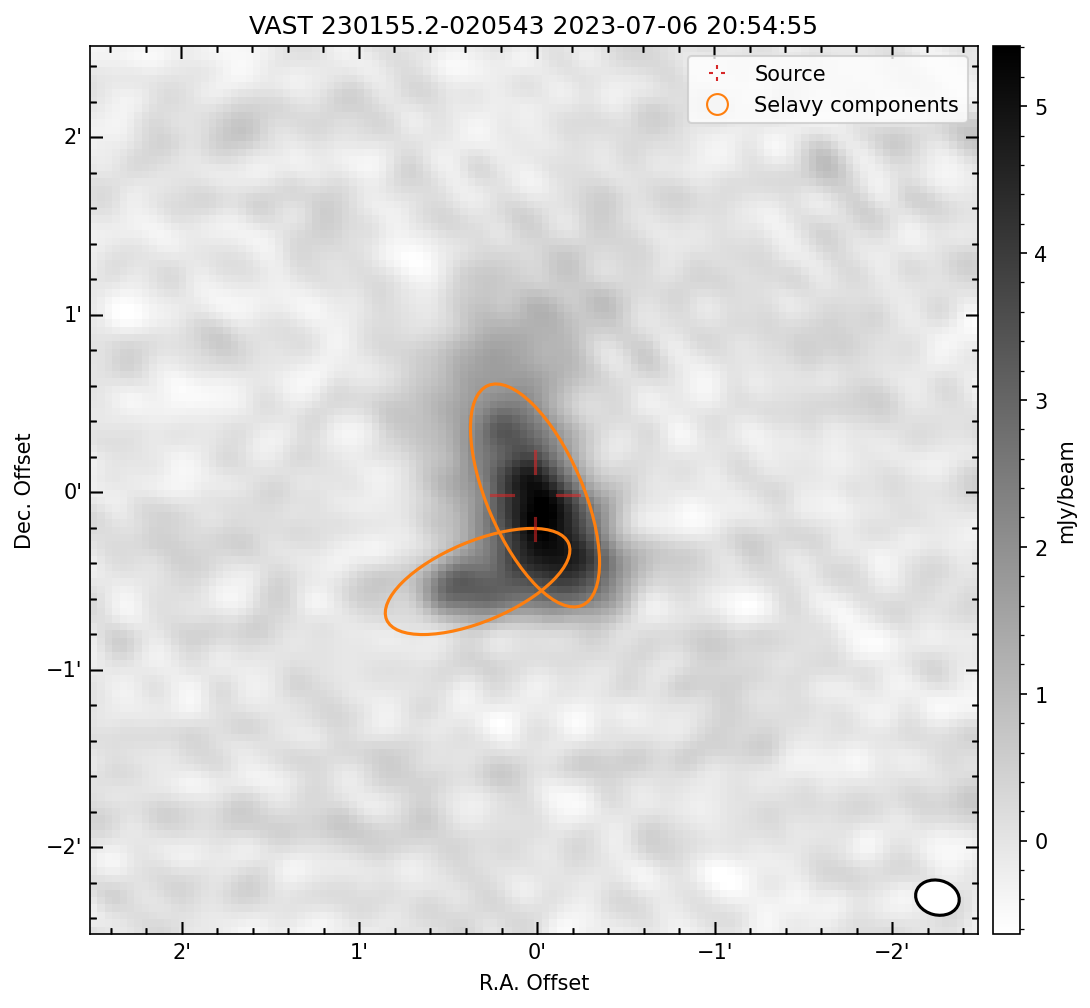 VAST 230155.2-020543 2023-07-06 20:54:55
Source
Selavy components
2'
1'
0'
−1'
−2'
Dec. Offset
2'
1'
0'
−1'
−2'
R.A. Offset
5
4
3
2
1
0
mJy/beam